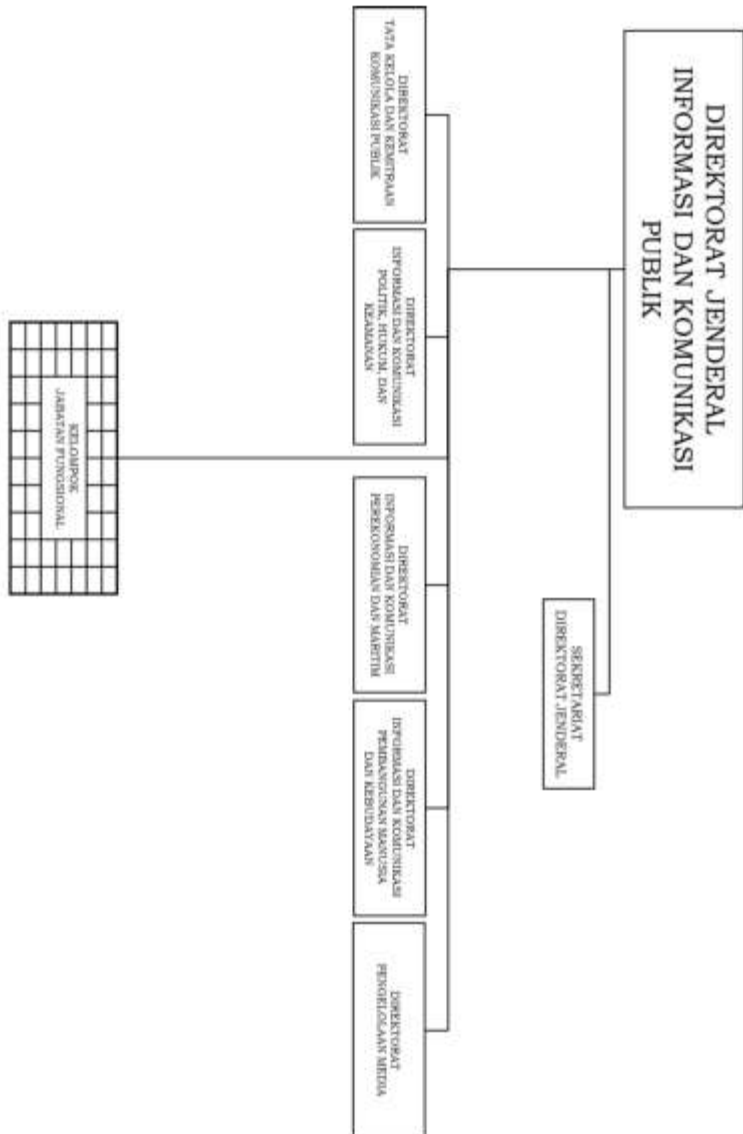 DIREKTORAT JENDERAL
INFORMASI DAN KOMUNIKASI
PUBLIK
SEKRETARIAT
DIREKTORAT JENDERAL
DIREKTORAT
TATA KELOLA DAN KEMITRAAN
KOMUNIKASI PUBLIK
DIREKTORAT
INFORMASI DAN KOMUNIKASI
POLITIK, HUKUM, DAN
KEAMANAN
DIREKTORAT
INFORMASI DAN KOMUNIKASI
PEREKONOMIAN DAN MARITIM
DIREKTORAT
INFORMASI DAN KOMUNIKASI
PEMBANGUNAN MANUSIA
DAN KEBUDAYAAN
DIREKTORAT
PENGELOLAAN MEDIA
KELOMPOK
JABATAN FUNGSIONAL